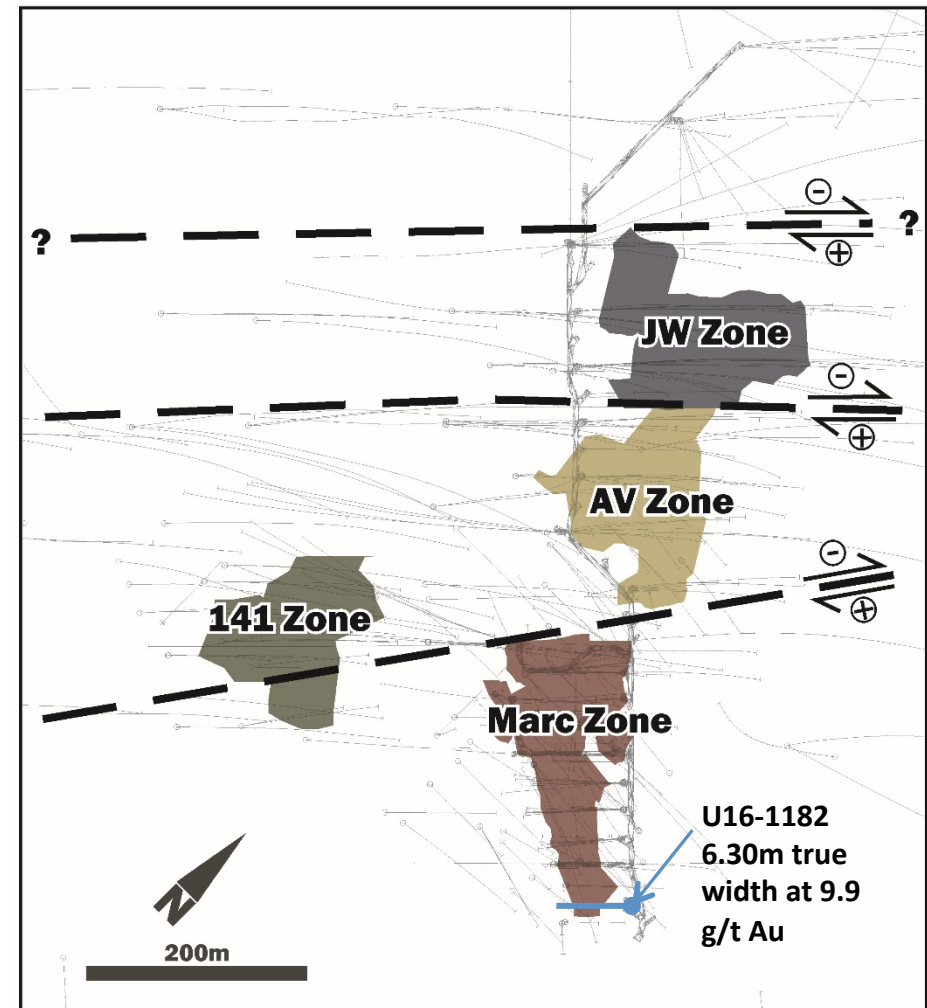 −
? ?
+
JW Zone
−
+
AV Zone
−
+
141 Zone
Marc Zone
U16-1182
6.30m true
width at 9.9
g/t Au
N
200m